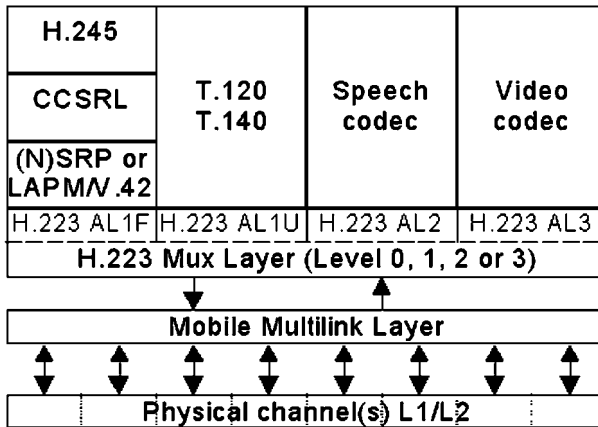 H.245
CCSRL
(N)SRP or
LAPM/V.42
T.120
T.140
Speech
codec
Video
codec
H.223 AL1F
H.223 AL1U
H.223 AL2
H.223 AL3
H.223 Mux Layer (Level 0, 1, 2 or 3)
Mobile Multilink Layer
Physical channel(s) L1/L2